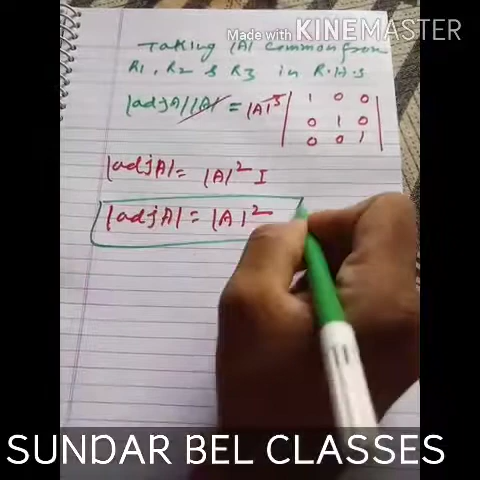 Made with KINEMASTER
Taking |A| common from
R1, R2 & R3 in R.H.S
|adjA||A| = |A|³ | 1 0 0
0 1 0
0 0 1 |
|adjA| = |A|² I
|adjA| = |A|²
SUNDAR BEL CLASSES